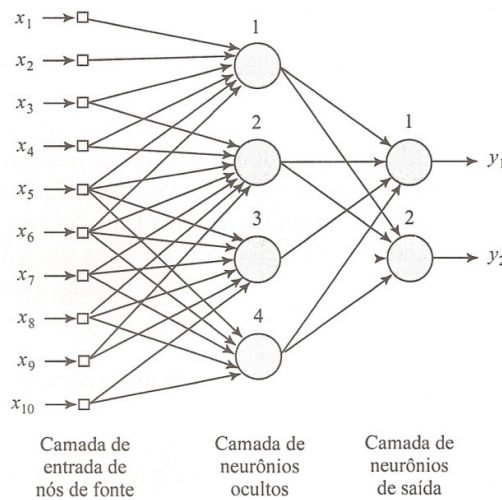 x1
x2
x3
x4
x5
x6
x7
x8
x9
x10
1
2
3
4
1
2
y1
y2
Camada de
entrada de
nós de fonte
Camada de
neurônios
ocultos
Camada de
neurônios
de saída